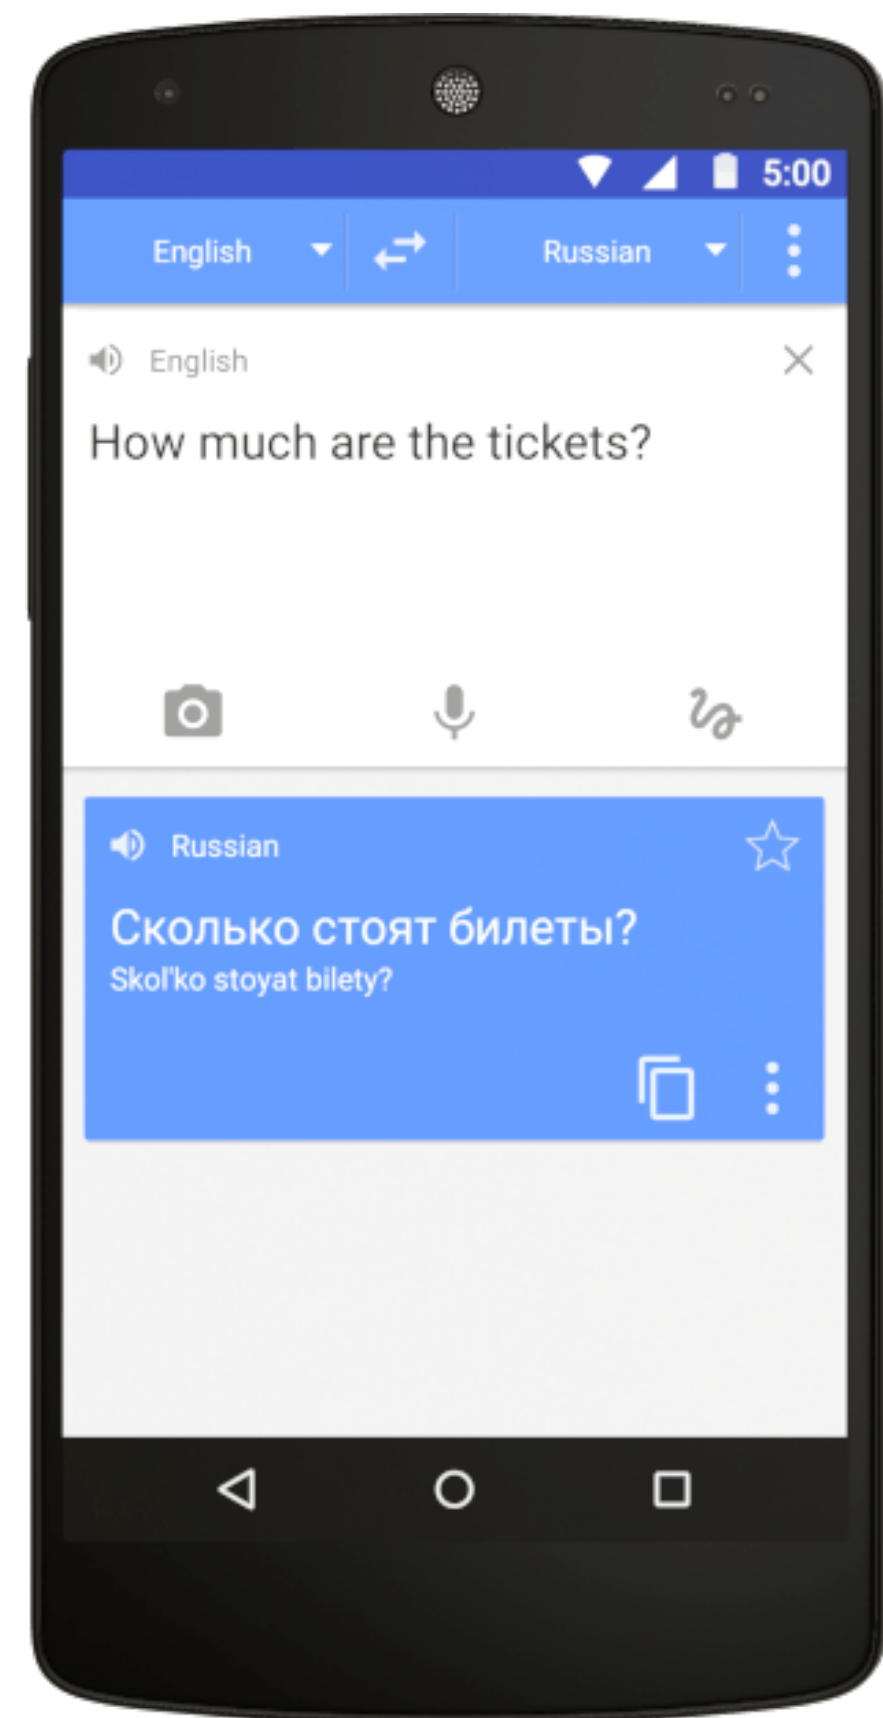 5:00
English Russian
English
How much are the tickets?
Russian
Сколько стоят билеты?
Skol'ko stoyat bilety?